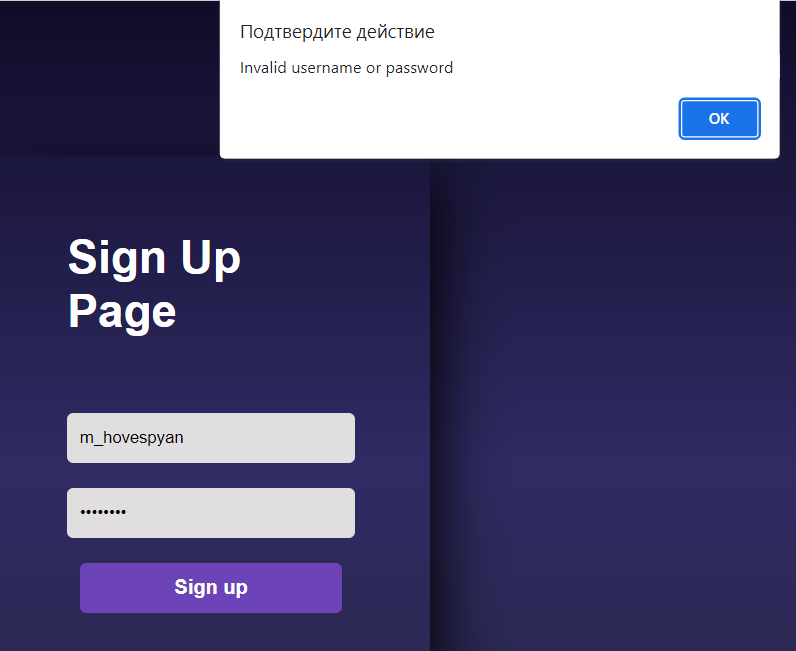 Подтвердите действие
Invalid username or password
OK
Sign Up
Page
m_hovespyan
••••••••
Sign up